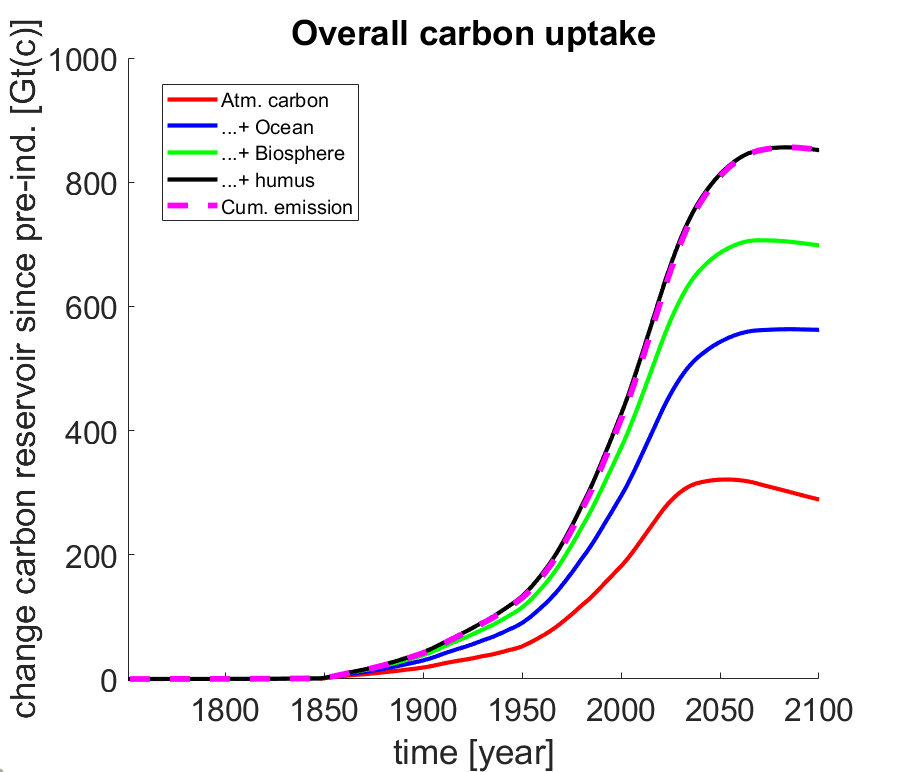 Overall carbon uptake
change carbon reservoir since pre-ind. [Gt(c)]
1000
800
600
400
200
0
Atm. carbon
...+ Ocean
...+ Biosphere
...+ humus
Cum. emission
1800 1850 1900 1950 2000 2050 2100
time [year]